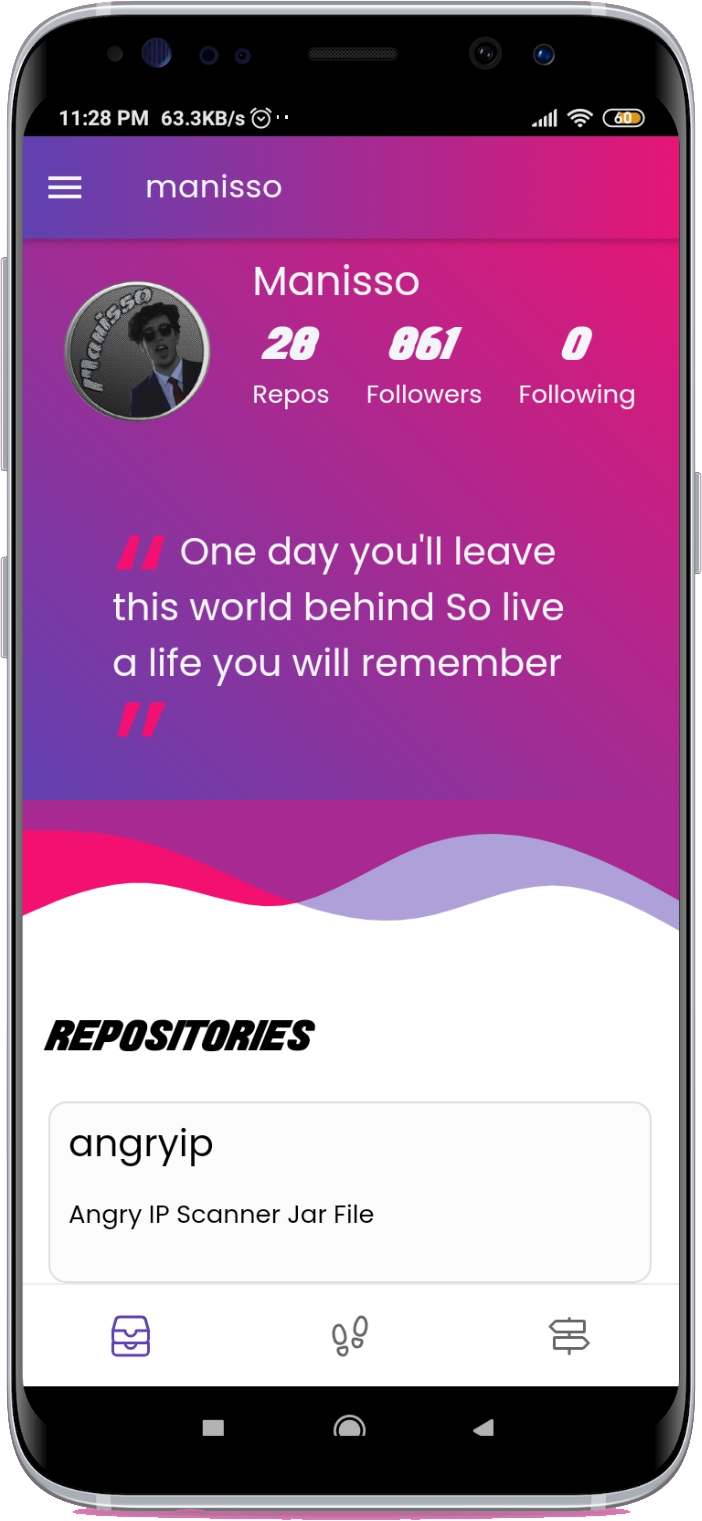 11:28 PM 63.3KB/s 60
manisso
Manisso
Manisso
28 861 0
Repos Followers Following
" One day you'll leave
this world behind So live
a life you will remember
"
REPOSITORIES
angryip
Angry IP Scanner Jar File